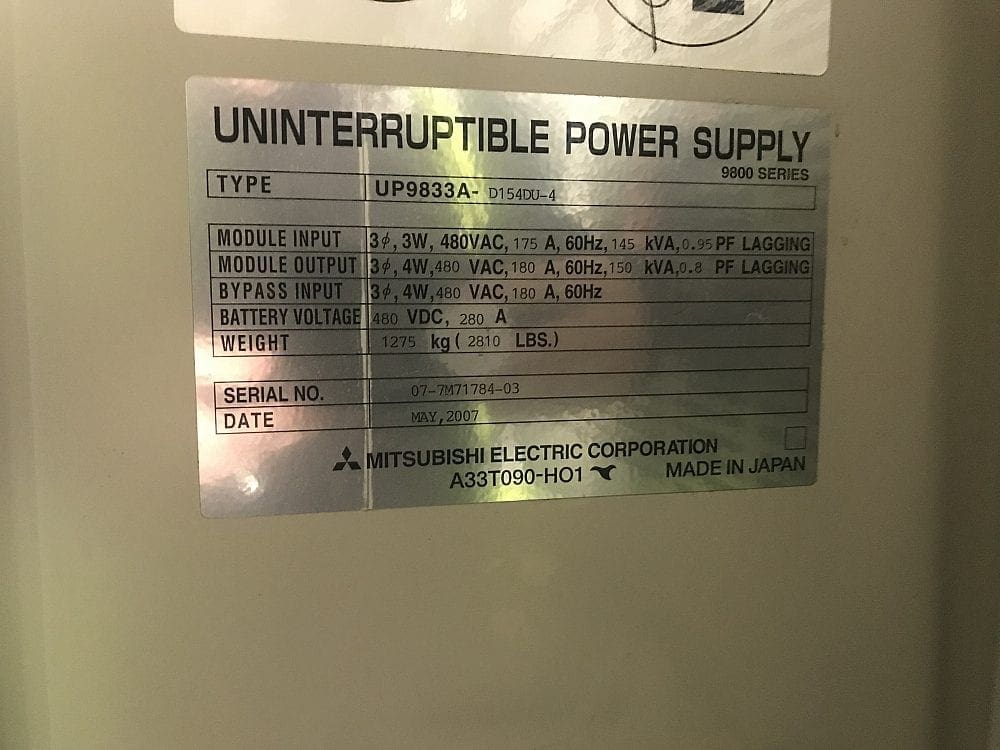 UNINTERRUPTIBLE POWER SUPPLY
9800 SERIES
TYPE UP9833A- D154DU-4
MODULE INPUT 3φ, 3W, 480VAC, 175 A, 60Hz, 145 kVA, 0.95 PF LAGGING
MODULE OUTPUT 3φ, 4W, 480 VAC, 180 A, 60Hz, 150 kVA, 0.8 PF LAGGING
BYPASS INPUT 3φ, 4W, 480 VAC, 180 A, 60Hz
BATTERY VOLTAGE 480 VDC, 280 A
WEIGHT 1275 kg ( 2810 LBS.)
SERIAL NO. 07-7M71784-03
DATE MAY, 2007
MITSUBISHI ELECTRIC CORPORATION
A33T090-H01 MADE IN JAPAN